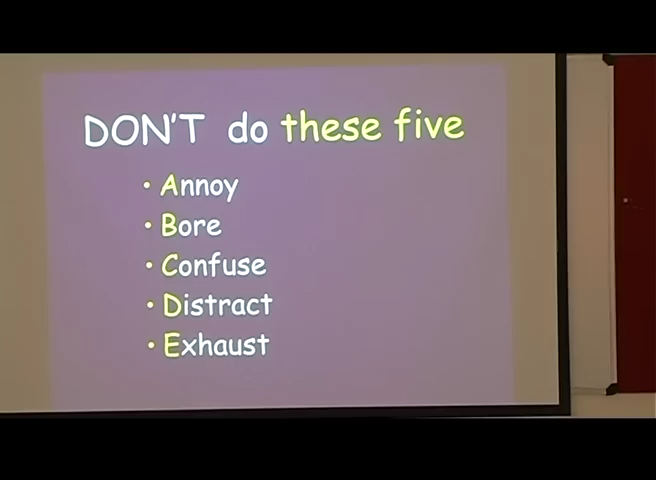 DON'T do these five
• Annoy
• Bore
• Confuse
• Distract
• Exhaust